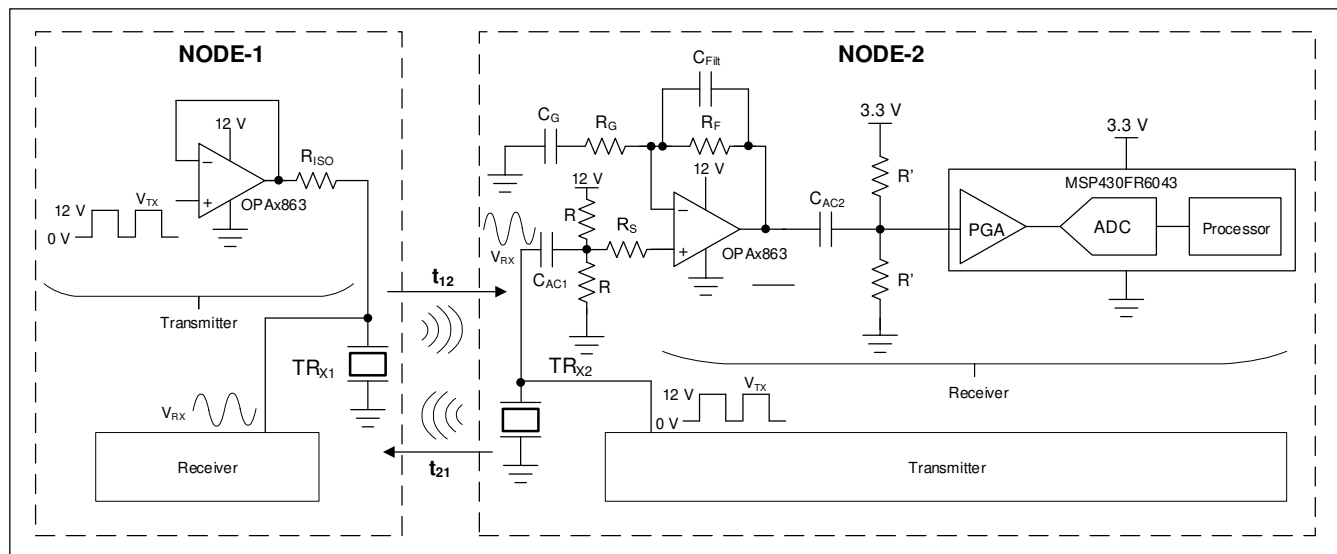 NODE-1
12 V
R_ISO
OPAx863
V_TX
12 V
0 V
Transmitter
TR_X1
V_RX
Receiver
t_12
t_21
NODE-2
C_Filt
C_G
R_G
R_F
12 V
12 V
R
R_S
R
V_RX
C_AC1
OPAx863
C_AC2
3.3 V
R'
R'
3.3 V
MSP430FR6043
PGA
ADC
Processor
Receiver
TR_X2
12 V
V_TX
0 V
Transmitter